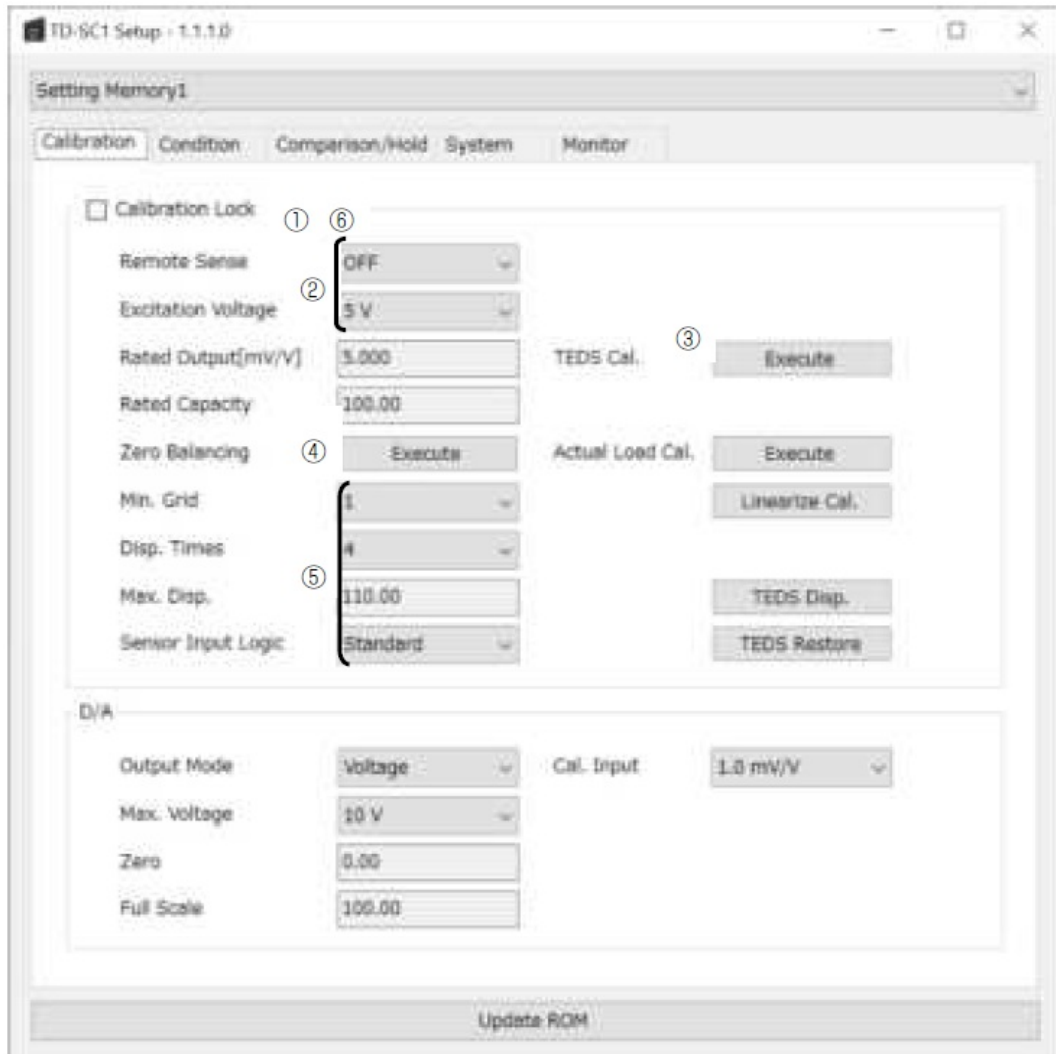 TD-SC1 Setup - 1.1.1.0
Setting Memory1
Calibration Condition Comparison/Hold System Monitor
Calibration Lock ① ⑥
Remote Sense OFF
②
Excitation Voltage 5 V
Rated Output[mV/V] 5.000 TEDS Cal. ③ Execute
Rated Capacity 100.00
Zero Balancing ④ Execute Actual Load Cal. Execute
Min. Grid 1 Linearize Cal.
Disp. Times 4
⑤
Max. Disp. 110.00 TEDS Disp.
Sensor Input Logic Standard TEDS Restore
D/A
Output Mode Voltage Cal. Input 1.0 mV/V
Max. Voltage 10 V
Zero 0.00
Full Scale 100.00
Update ROM